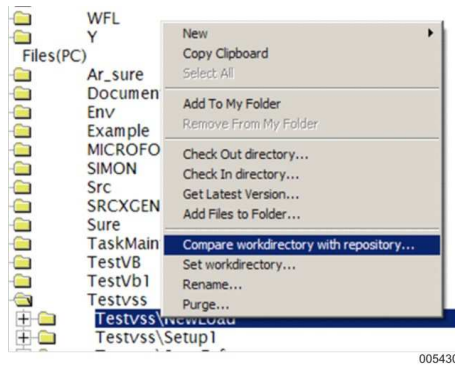 WFL
Y
Files(PC)
Ar_sure
Documen
Env
Example
MICROFO
SIMON
Src
SRCXGEN
Sure
TaskMain
TestVB
TestVb1
Testvss
Testvss\NewLoad
Testvss\Setup1
New
Copy Clipboard
Select All
Add To My Folder
Remove From My Folder
Check Out directory...
Check In directory...
Get Latest Version...
Add Files to Folder...
Compare workdirectory with repository...
Set workdirectory...
Rename...
Purge...
005430